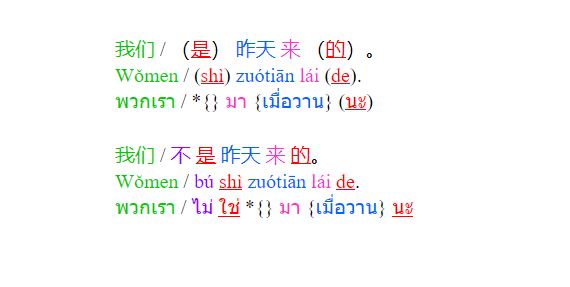 我们 / （是） 昨天 来 （的）。
Wǒmen / (shì) zuótiān lái (de).
พวกเรา / *{} มา {เมื่อวาน} (นะ)
我们 / 不 是 昨天 来 的。
Wǒmen / bú shì zuótiān lái de.
พวกเรา / ไม่ ใช่ *{} มา {เมื่อวาน} นะ